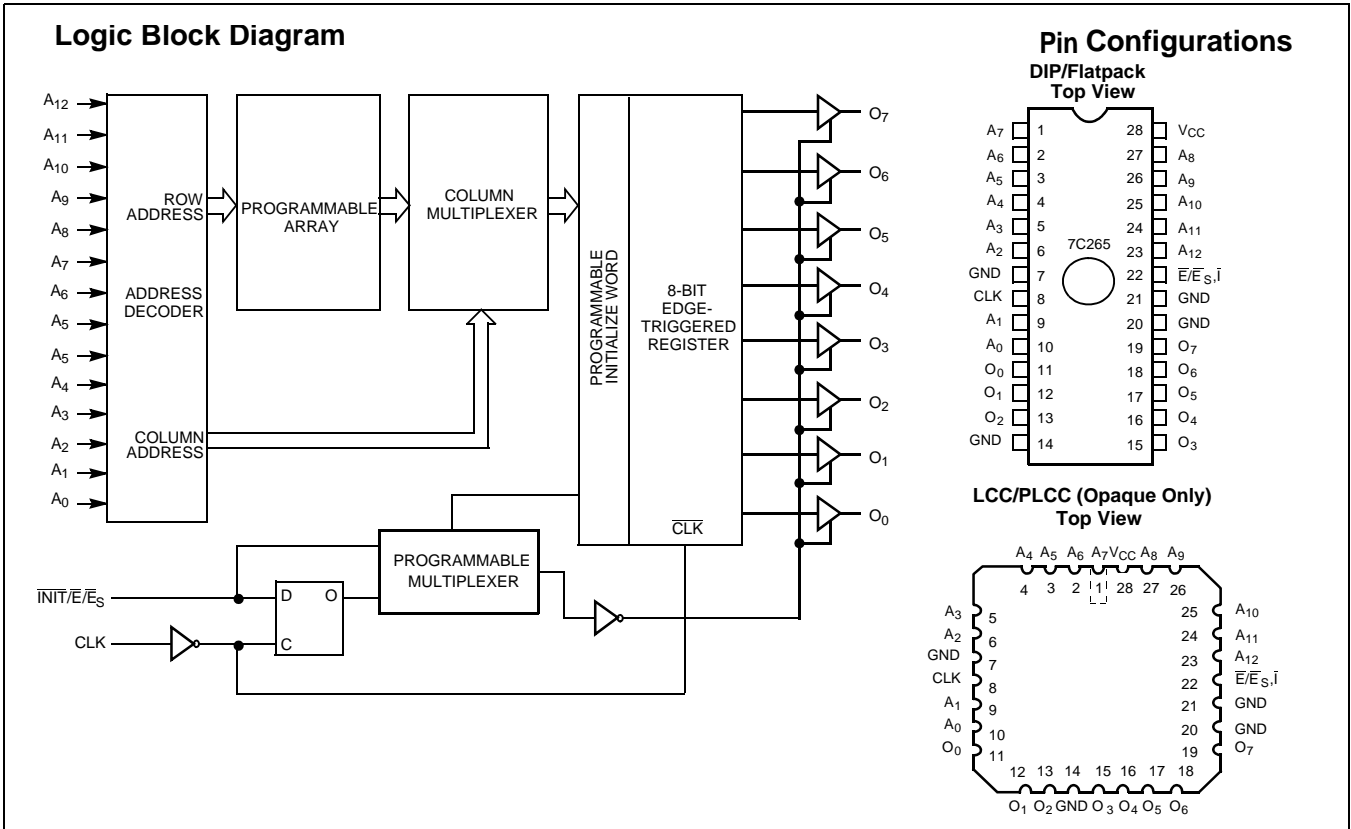 Logic Block Diagram
A12
A11
A10
A9
A8
A7
A6
A5
A5
A4
A3
A2
A1
A0
ROW
ADDRESS
ADDRESS
DECODER
COLUMN
ADDRESS
PROGRAMMABLE
ARRAY
COLUMN
MULTIPLEXER
PROGRAMMABLE
INITIALIZE WORD
8-BIT
EDGE-
TRIGGERED
REGISTER
CLK
O7
O6
O5
O4
O3
O2
O1
O0
PROGRAMMABLE
MULTIPLEXER
INIT/E/ES
D O
CLK
C
Pin Configurations
DIP/Flatpack
Top View
A7 1 28 VCC
A6 2 27 A8
A5 3 26 A9
A4 4 25 A10
A3 5 24 A11
A2 6 7C265 23 A12
GND 7 22 E/ES,I
CLK 8 21 GND
A1 9 20 GND
A0 10 19 O7
O0 11 18 O6
O1 12 17 O5
O2 13 16 O4
GND 14 15 O3
LCC/PLCC (Opaque Only)
Top View
A4 A5 A6 A7 VCC A8 A9
4 3 2 1 28 27 26
A3 5 25 A10
A2 6 24 A11
GND 7 23 A12
CLK 8 22 E/ES,I
A1 9 21 GND
A0 10 20 GND
O0 11 19 O7
12 13 14 15 16 17 18
O1 O2 GND O3 O4 O5 O6